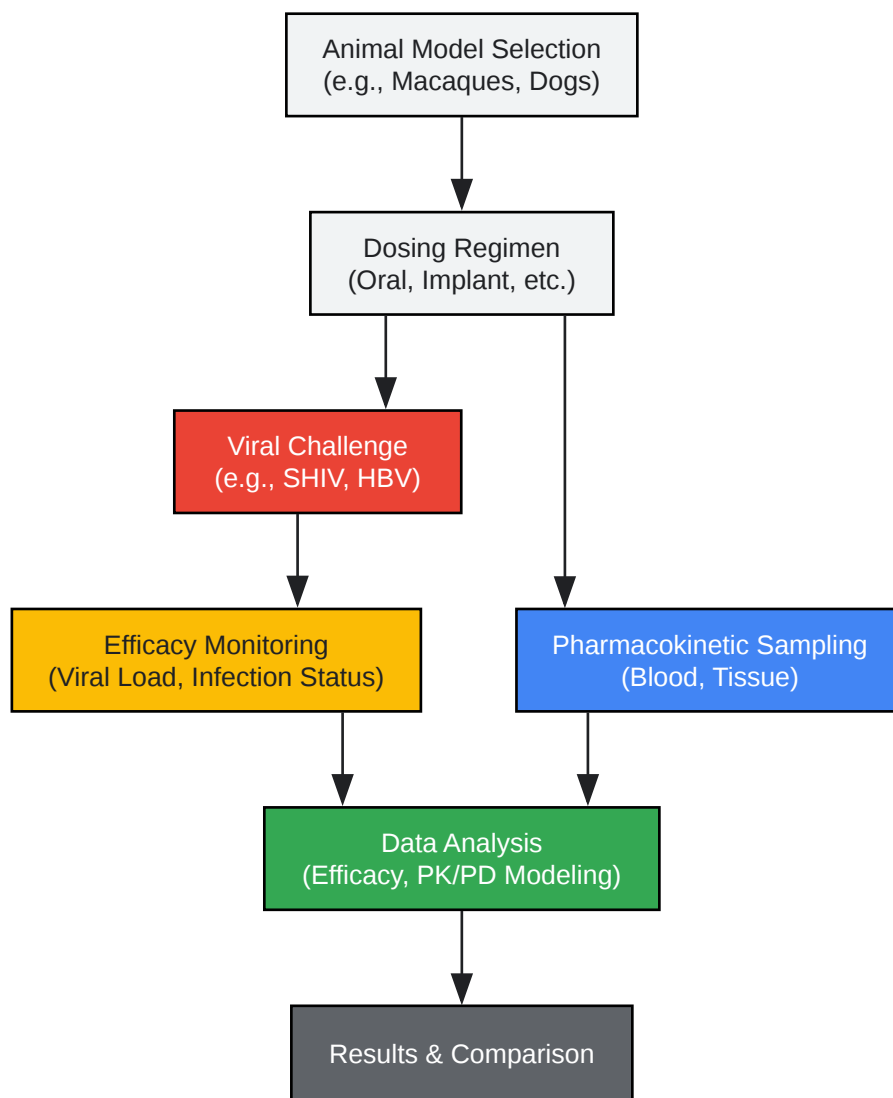 Animal Model Selection
(e.g., Macaques, Dogs)
Dosing Regimen
(Oral, Implant, etc.)
Viral Challenge
(e.g., SHIV, HBV)
Efficacy Monitoring
(Viral Load, Infection Status)
Pharmacokinetic Sampling
(Blood, Tissue)
Data Analysis
(Efficacy, PK/PD Modeling)
Results & Comparison